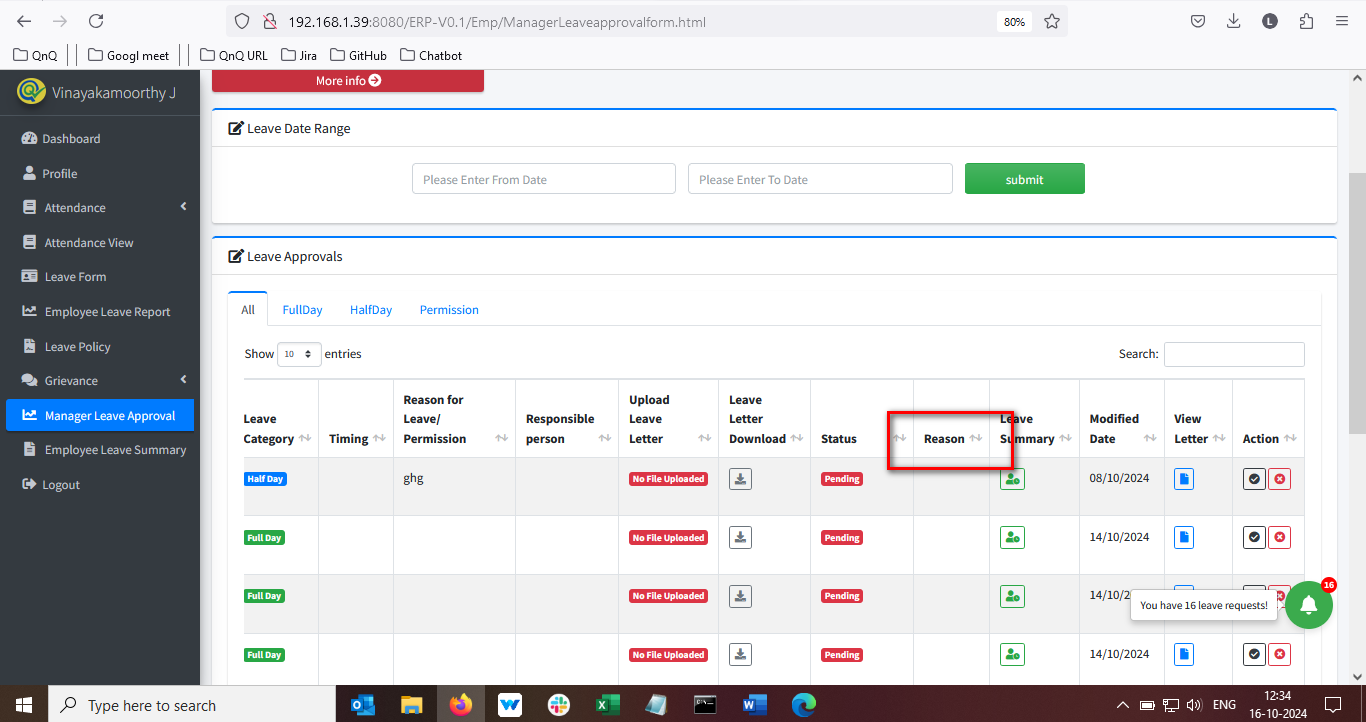 192.168.1.39:8080/ERP-V0.1/Emp/ManagerLeaveapprovalform.html
80%
L
QnQ
Googl meet
QnQ URL
Jira
GitHub
Chatbot
Vinayakamoorthy J
Dashboard
Profile
Attendance
Attendance View
Leave Form
Employee Leave Report
Leave Policy
Grievance
Manager Leave Approval
Employee Leave Summary
Logout
More info
Leave Date Range
Please Enter From Date
Please Enter To Date
submit
Leave Approvals
All
FullDay
HalfDay
Permission
Show 10 entries
Search:
Leave
Category
Timing
Reason for
Leave/
Permission
Responsible
person
Upload
Leave
Letter
Leave
Letter
Download
Status
Reason
Leave
Summary
Modified
Date
View
Letter
Action
Half Day
ghg
No File Uploaded
Pending
08/10/2024
Full Day
No File Uploaded
Pending
14/10/2024
Full Day
No File Uploaded
Pending
14/10/2
You have 16 leave requests!
16
Full Day
No File Uploaded
Pending
14/10/2024
Type here to search
ENG
12:34
16-10-2024